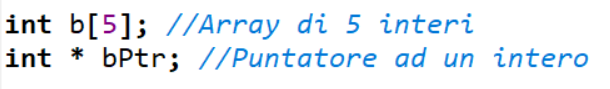 int b[5]; //Array di 5 interi
int * bPtr; //Puntatore ad un intero